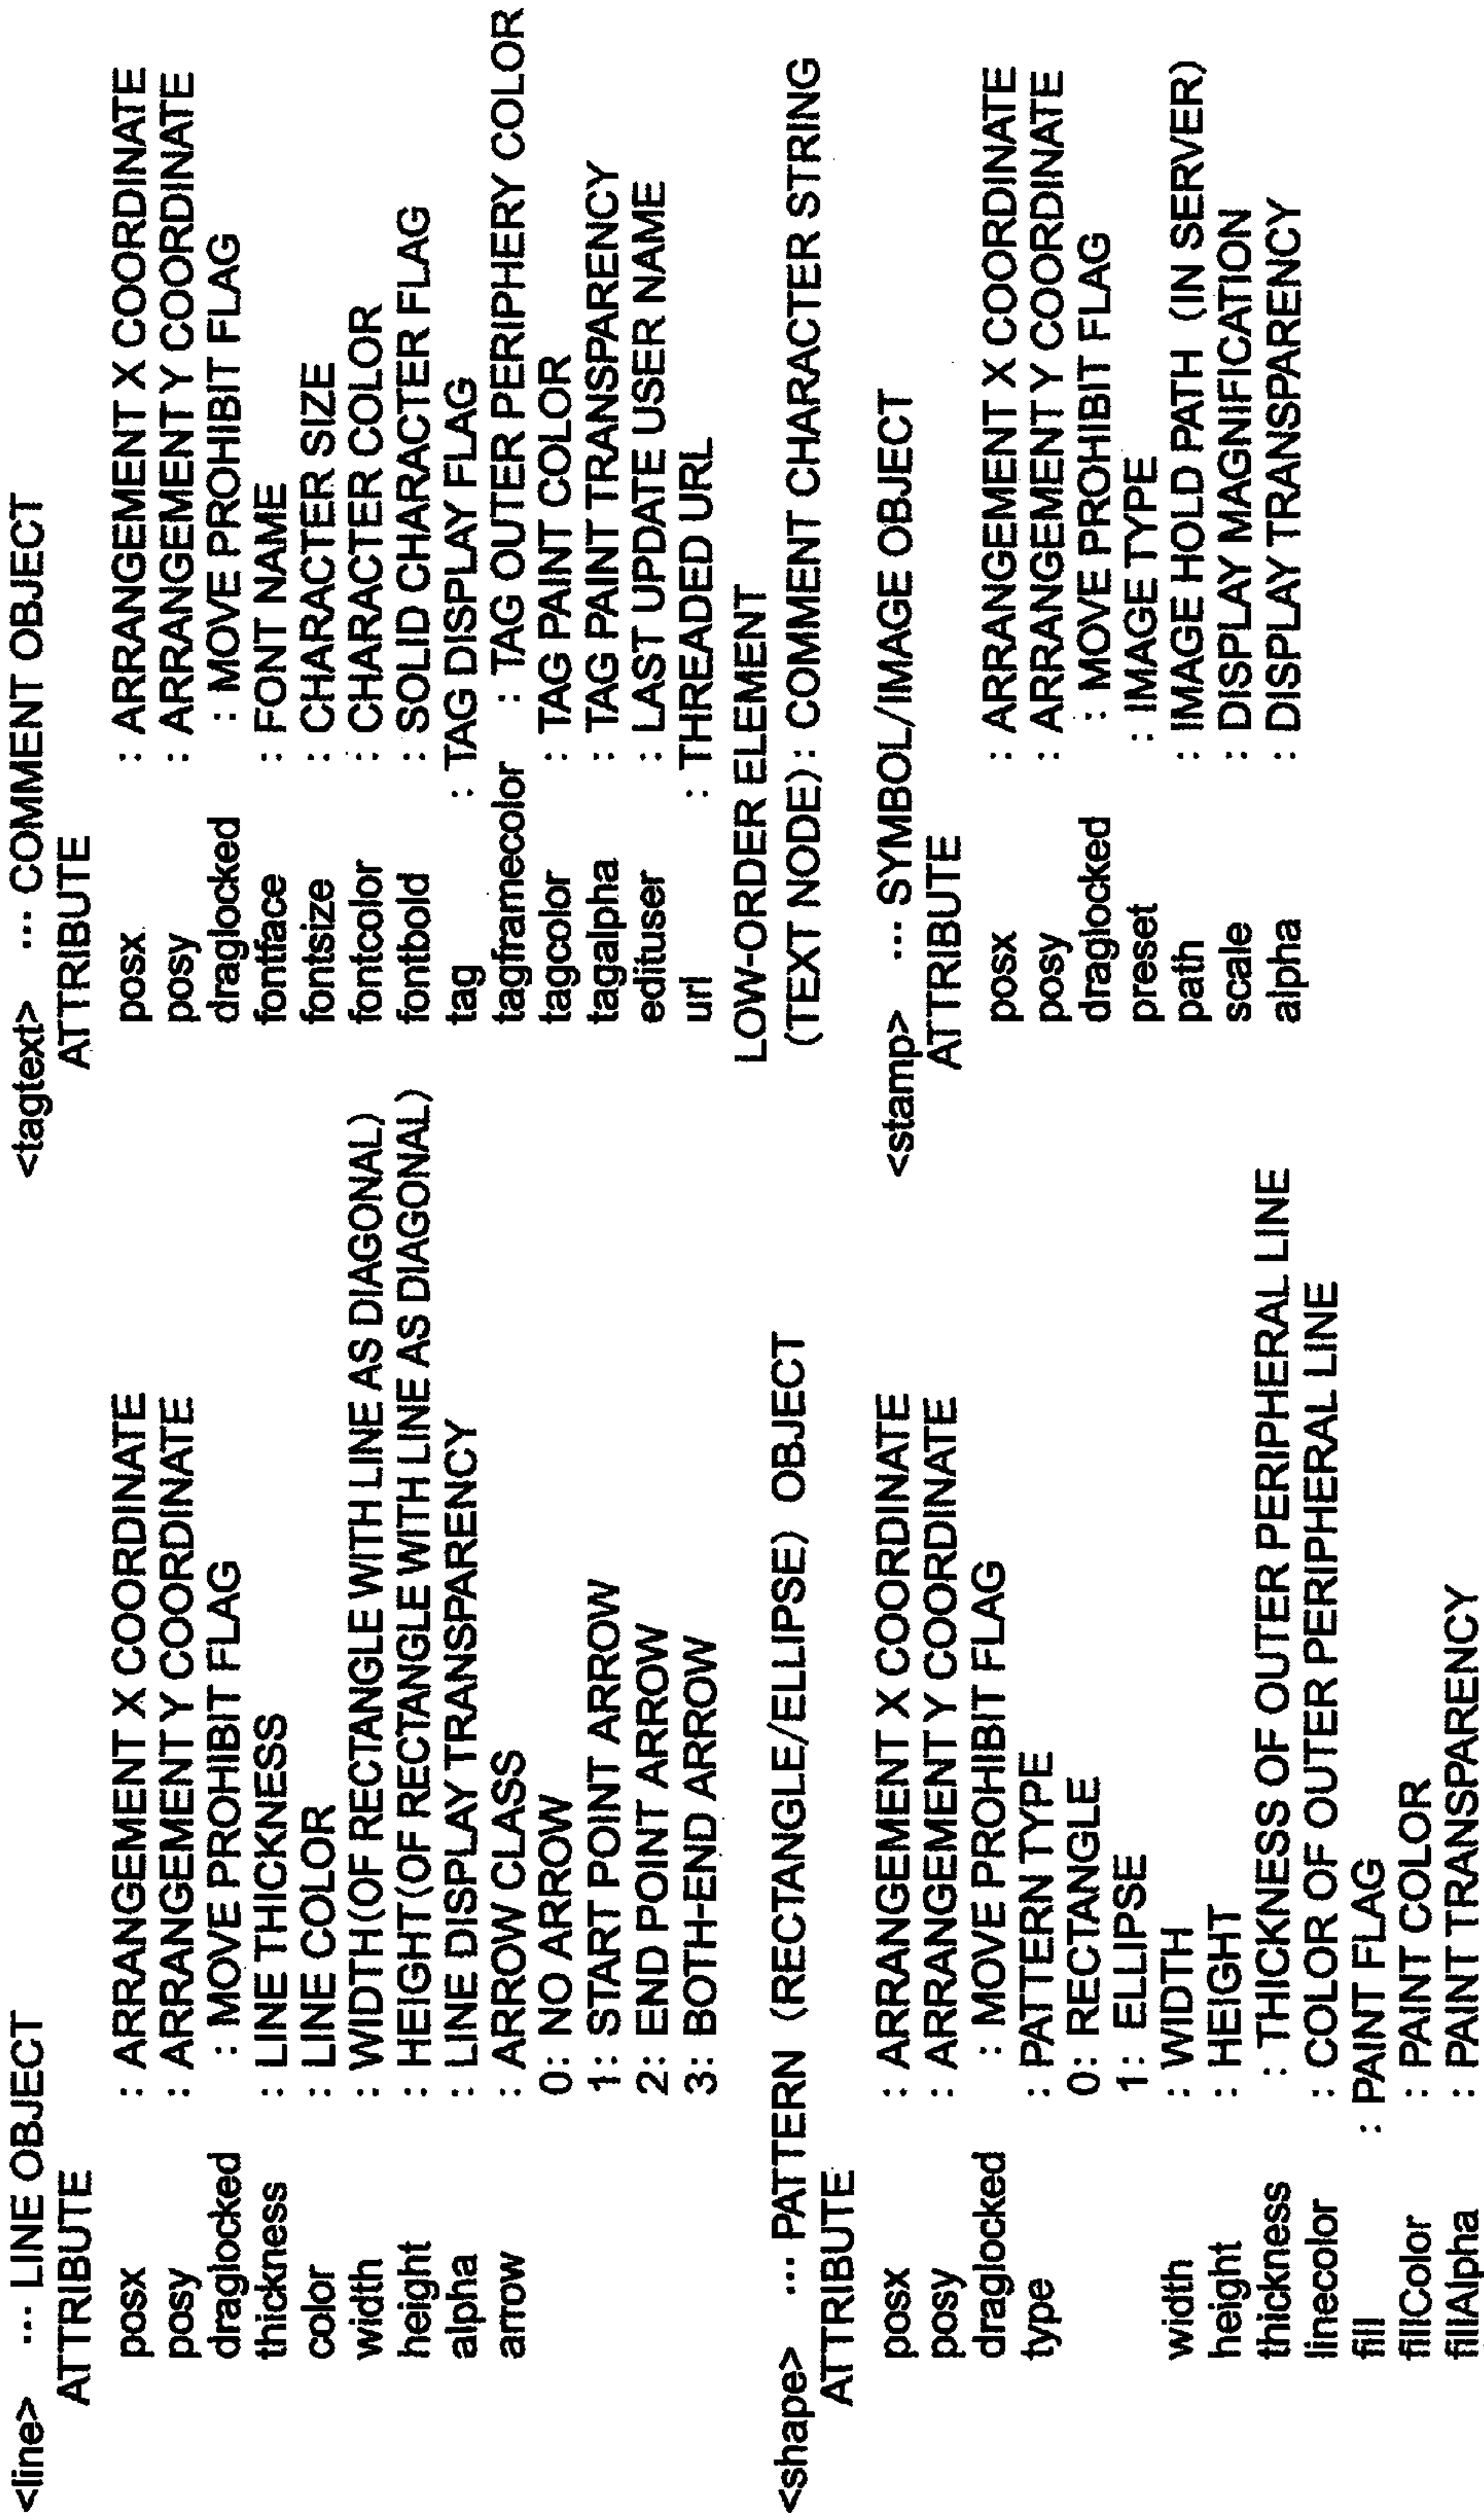 <line> ··· LINE OBJECT
ATTRIBUTE
posx : ARRANGEMENT X COORDINATE
posy : ARRANGEMENT Y COORDINATE
draglocked : MOVE PROHIBIT FLAG
thickness : LINE THICKNESS
color : LINE COLOR
width : WIDTH(OF RECTANGLE WITH LINE AS DIAGONAL)
height : HEIGHT(OF RECTANGLE WITH LINE AS DIAGONAL)
alpha : LINE DISPLAY TRANSPARENCY
arrow : ARROW CLASS
0: NO ARROW
1: START POINT ARROW
2: END POINT ARROW
3: BOTH-END ARROW
<shape> ··· PATTERN (RECTANGLE/ELLIPSE) OBJECT
ATTRIBUTE
posx : ARRANGEMENT X COORDINATE
posy : ARRANGEMENT Y COORDINATE
draglocked : MOVE PROHIBIT FLAG
type : PATTERN TYPE
0: RECTANGLE
1: ELLIPSE
width : WIDTH
height : HEIGHT
thickness : THICKNESS OF OUTER PERIPHERAL LINE
linecolor : COLOR OF OUTER PERIPHERAL LINE
fill : PAINT FLAG
fillColor : PAINT COLOR
fillAlpha : PAINT TRANSPARENCY
<tagtext> ··· COMMENT OBJECT
ATTRIBUTE
posx : ARRANGEMENT X COORDINATE
posy : ARRANGEMENT Y COORDINATE
draglocked : MOVE PROHIBIT FLAG
fontface : FONT NAME
fontsize : CHARACTER SIZE
fontcolor : CHARACTER COLOR
fontbold : SOLID CHARACTER FLAG
tag : TAG DISPLAY FLAG
tagframecolor : TAG OUTER PERIPHERY COLOR
tagcolor : TAG PAINT COLOR
tagalpha : TAG PAINT TRANSPARENCY
edituser : LAST UPDATE USER NAME
url : THREADED URL
LOW-ORDER ELEMENT
(TEXT NODE): COMMENT CHARACTER STRING
<stamp> ··· SYMBOL/IMAGE OBJECT
ATTRIBUTE
posx : ARRANGEMENT X COORDINATE
posy : ARRANGEMENT Y COORDINATE
draglocked : MOVE PROHIBIT FLAG
preset : IMAGE TYPE
path : IMAGE HOLD PATH (IN SERVER)
scale : DISPLAY MAGNIFICATION
alpha : DISPLAY TRANSPARENCY